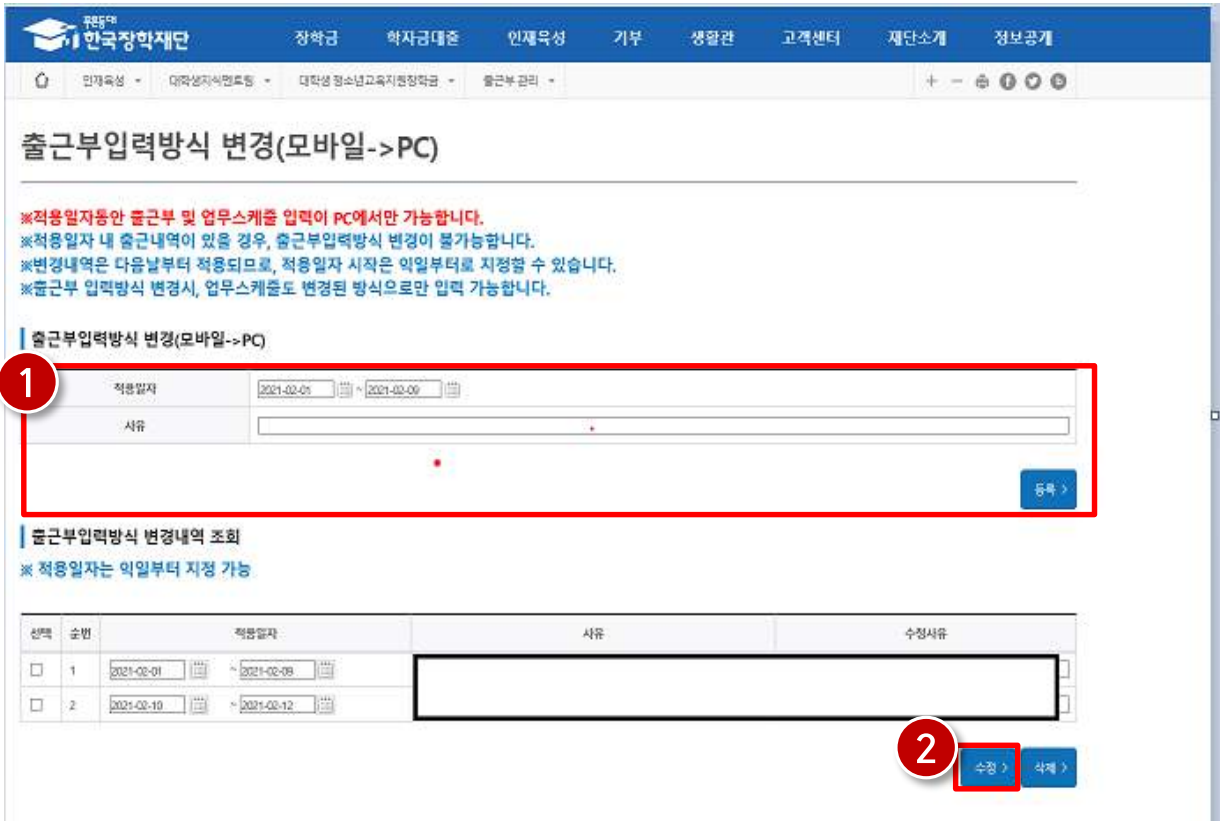 푸른등대
한국장학재단
장학금 학자금대출 인재육성 기부 생활관 고객센터 재단소개 정보공개
인재육성 대학생지식멘토링 대학생 청소년교육지원장학금 출근부 관리
출근부입력방식 변경(모바일->PC)
※적용일자동안 출근부 및 업무스케줄 입력이 PC에서만 가능합니다.
※적용일자 내 출근내역이 있을 경우, 출근부입력방식 변경이 불가능합니다.
※변경내역은 다음날부터 적용되므로, 적용일자 시작은 익일부터로 지정할 수 있습니다.
※출근부 입력방식 변경시, 업무스케줄도 변경된 방식으로만 입력 가능합니다.
출근부입력방식 변경(모바일->PC)
1
적용일자 2021-02-01 ~ 2021-02-09
사유
등록 >
출근부입력방식 변경내역 조회
※ 적용일자는 익일부터 지정 가능
선택 순번 적용일자 사유 수정사유
1 2021-02-01 ~ 2021-02-09
2 2021-02-10 ~ 2021-02-12
2
수정 > 삭제 >